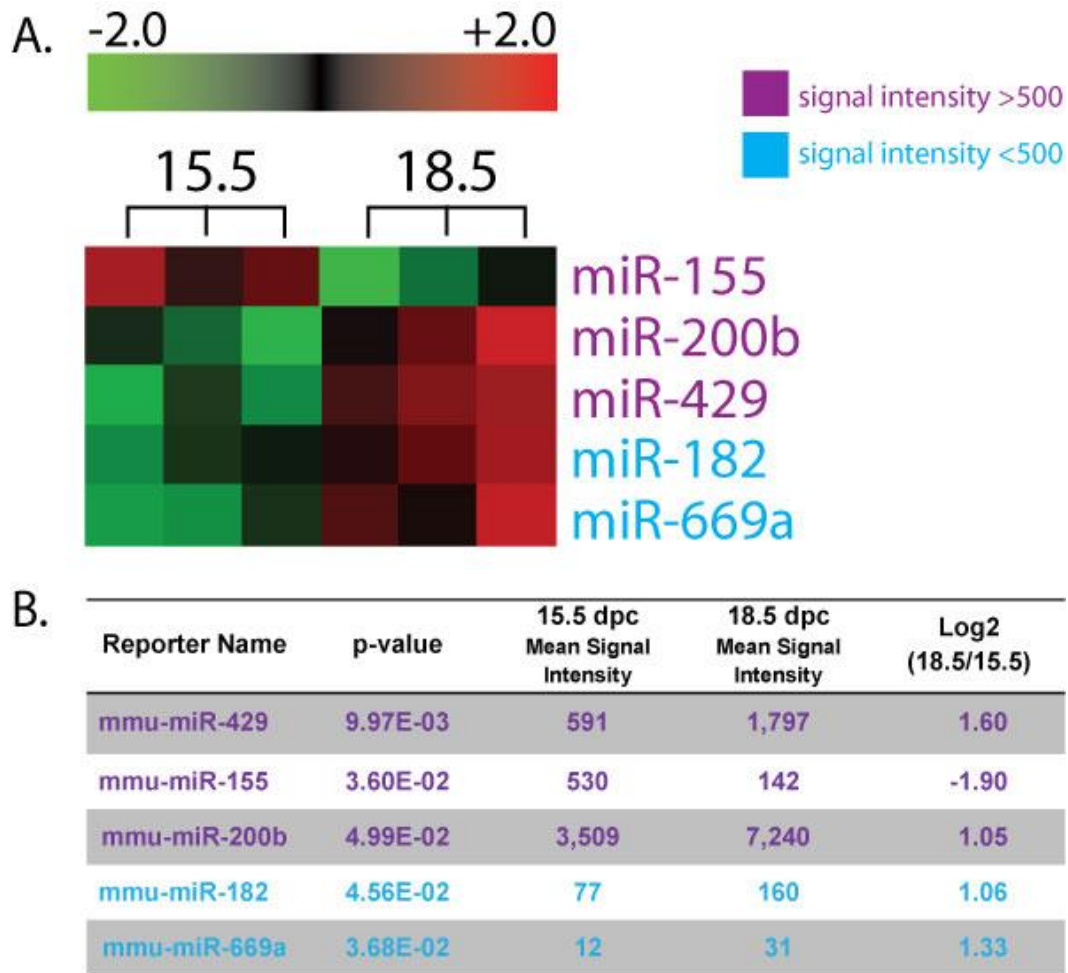 A.
-2.0 +2.0
signal intensity >500
signal intensity <500
15.5 18.5
miR-155
miR-200b
miR-429
miR-182
miR-669a
B.
Reporter Name p-value 15.5 dpc Mean Signal Intensity 18.5 dpc Mean Signal Intensity Log2 (18.5/15.5)
mmu-miR-429 9.97E-03 591 1,797 1.60
mmu-miR-155 3.60E-02 530 142 -1.90
mmu-miR-200b 4.99E-02 3,509 7,240 1.05
mmu-miR-182 4.56E-02 77 160 1.06
mmu-miR-669a 3.68E-02 12 31 1.33